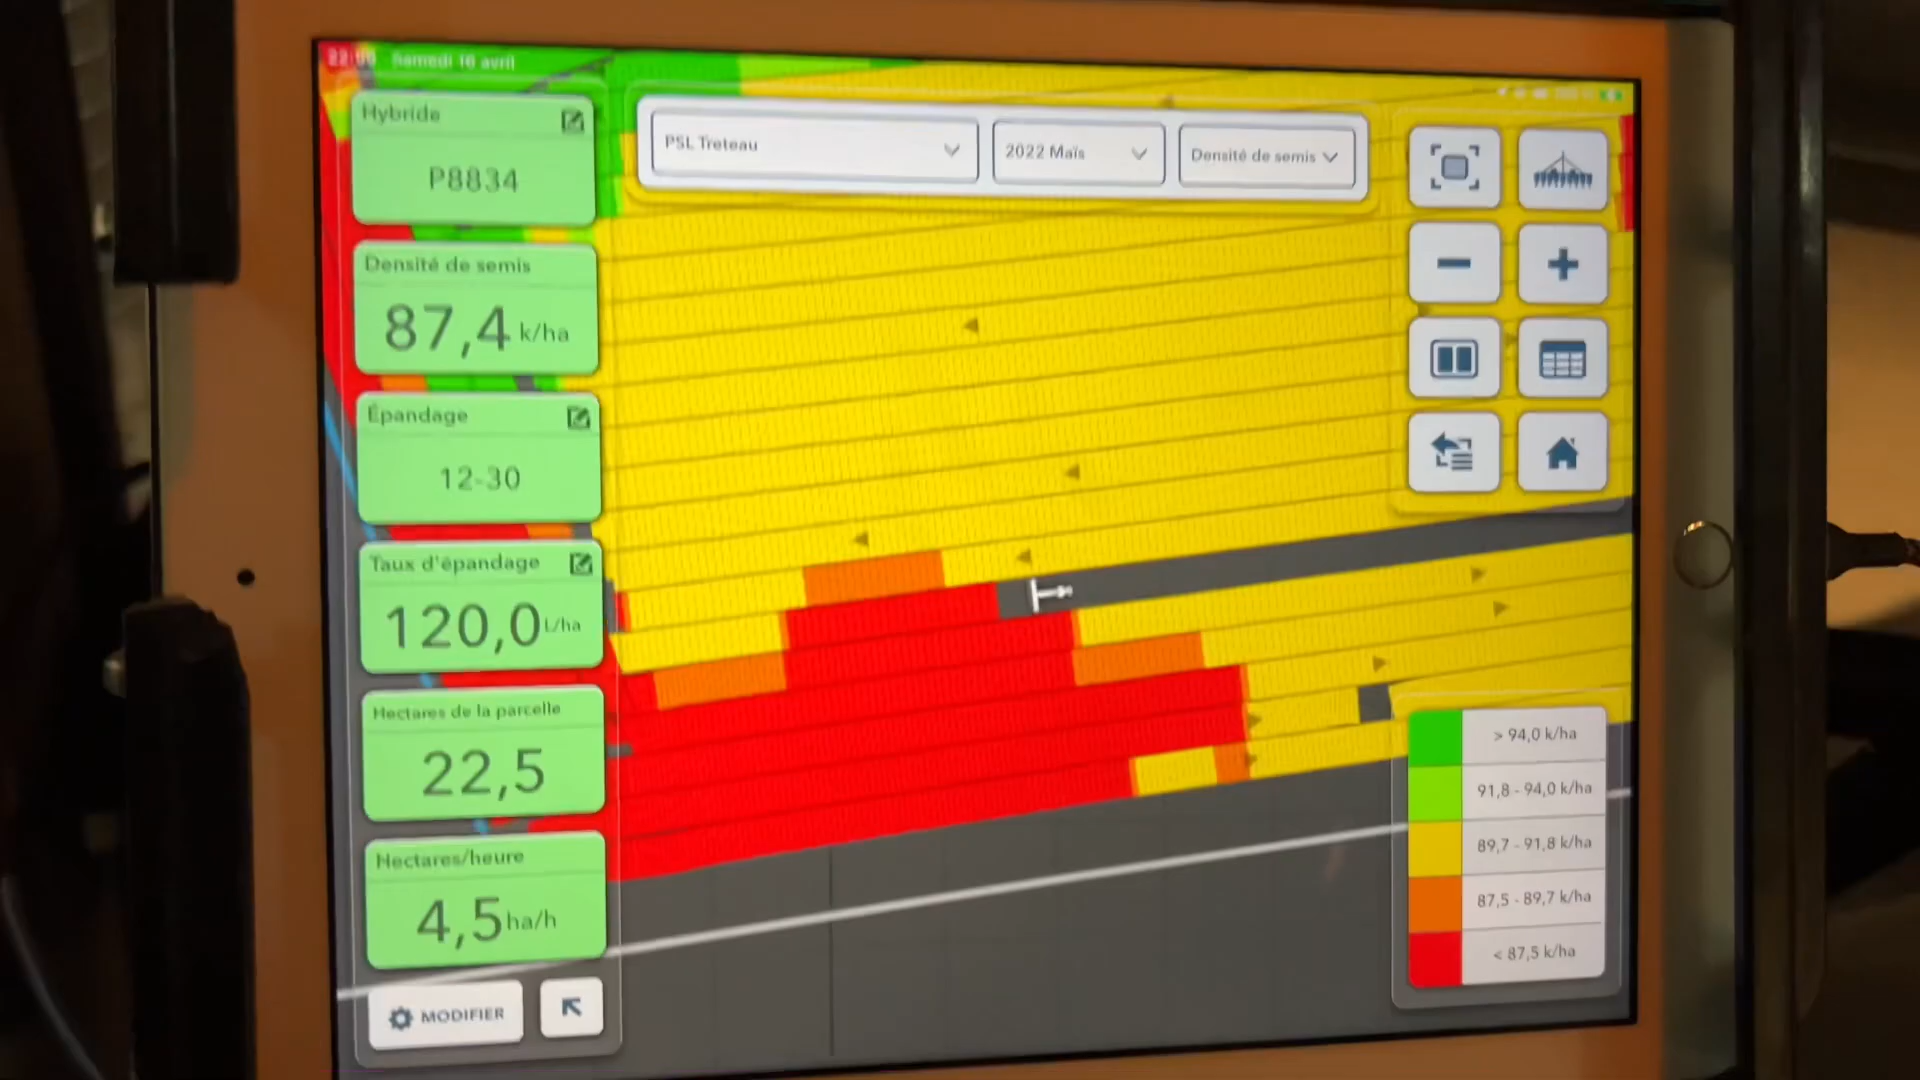 Samedi 16 avril
Hybride
P8834
Densité de semis
87,4 k/ha
Épandage
12-30
Taux d'épandage
120,0 L/ha
Hectares de la parcelle
22,5
Hectares/heure
4,5 ha/h
MODIFIER
PSL Treteau
2022 Maïs
Densité de semis
> 94,0 k/ha
91,8 - 94,0 k/ha
89,7 - 91,8 k/ha
87,5 - 89,7 k/ha
< 87,5 k/ha